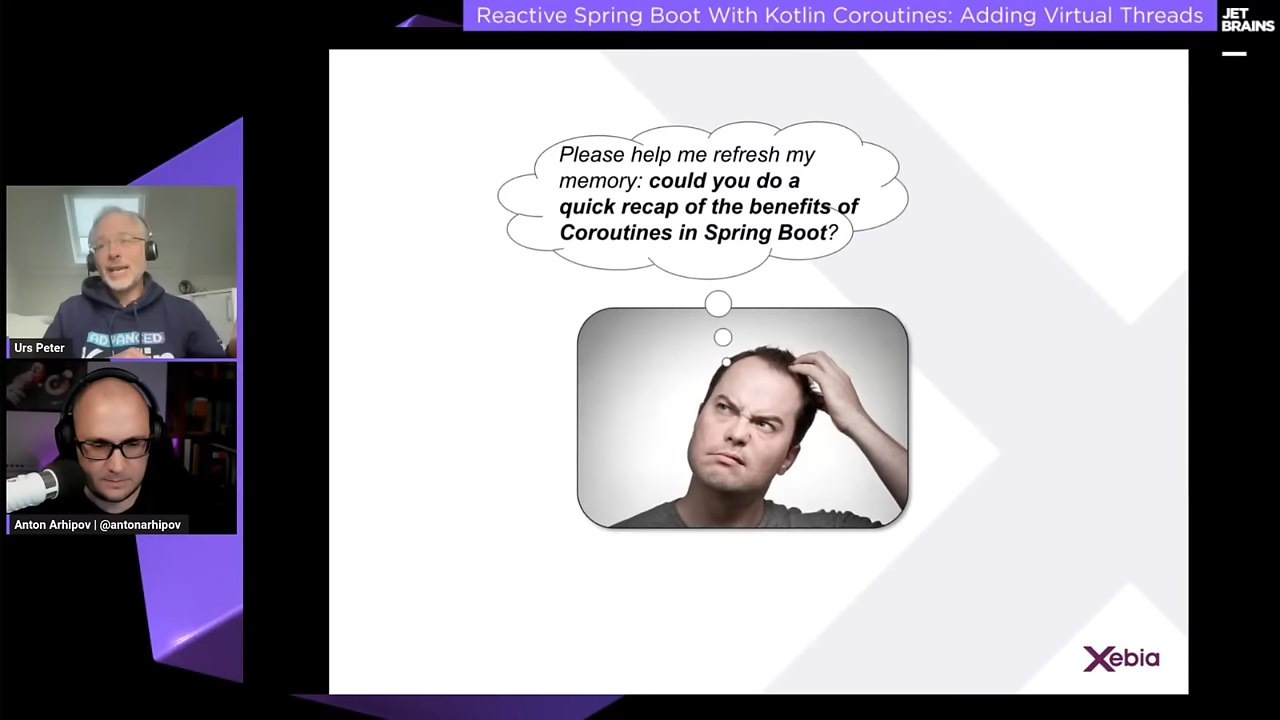 Reactive Spring Boot With Kotlin Coroutines: Adding Virtual Threads
JET
BRAINS
Please help me refresh my
memory: could you do a
quick recap of the benefits of
Coroutines in Spring Boot?
ADVANCED
Urs Peter
Anton Arhipov | @antonarhipov
Xebia